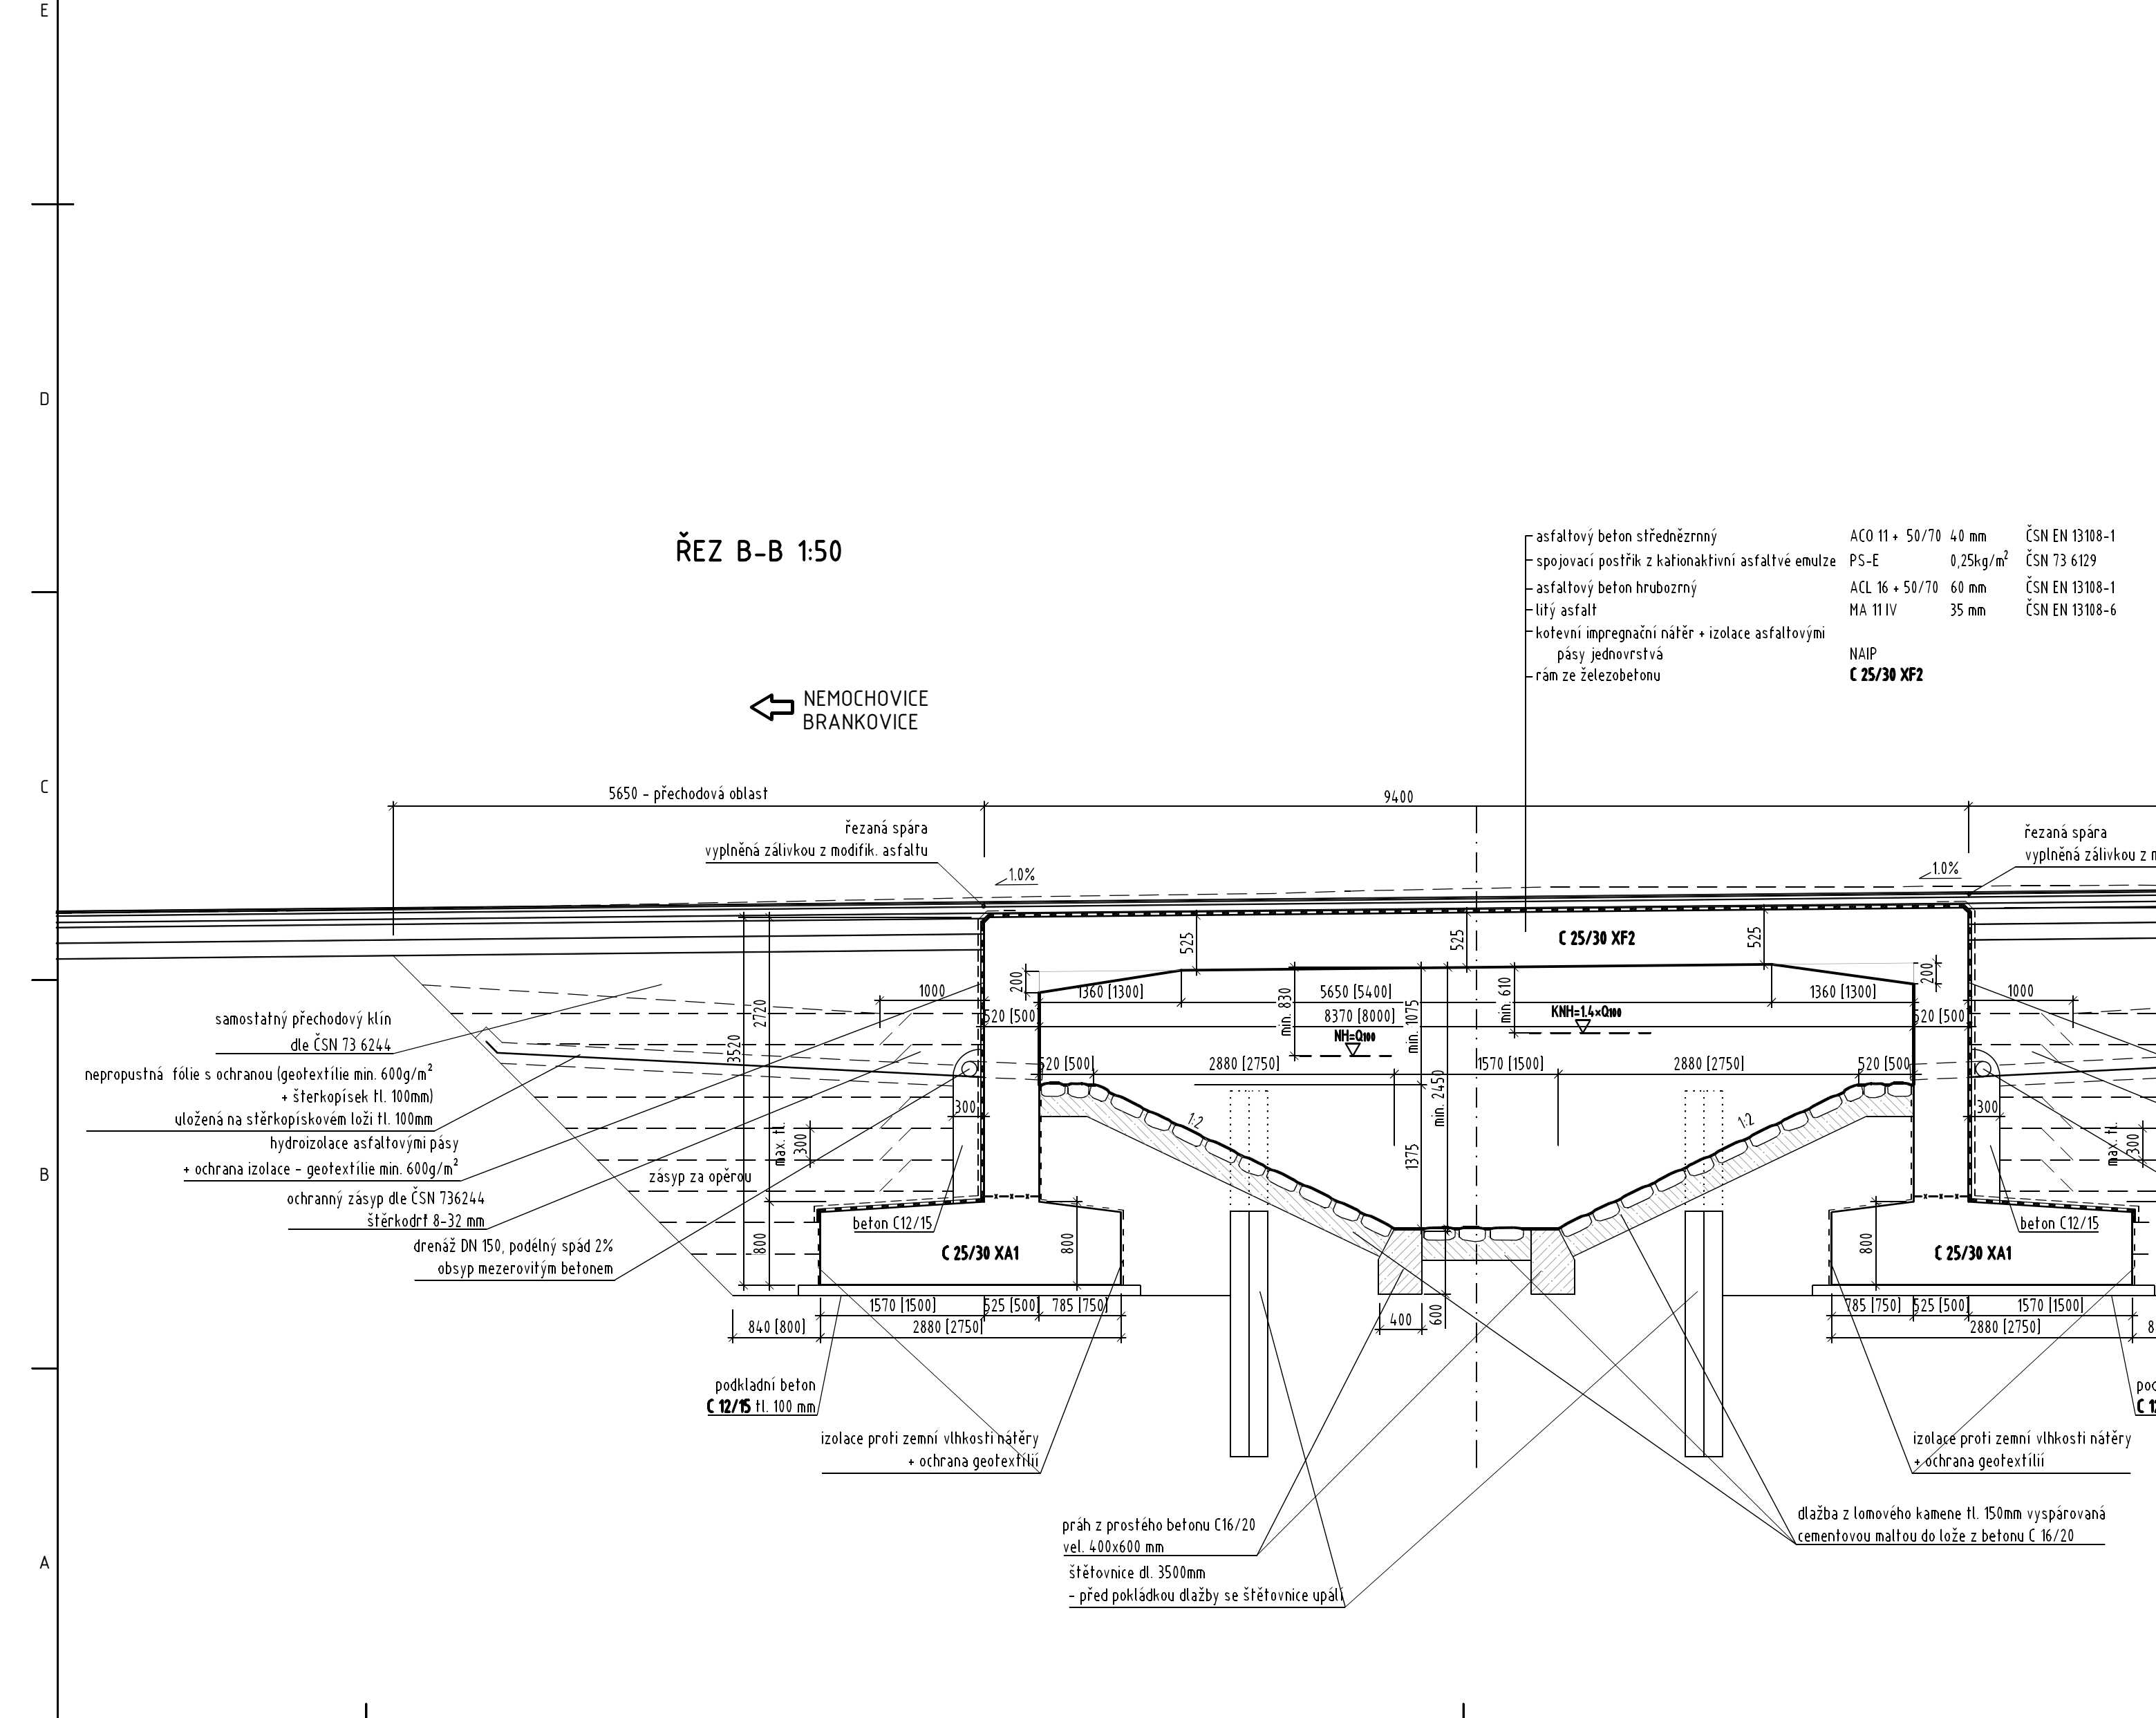 E
D
C
B
A
ŘEZ B-B 1:50
NEMOCHOVICE
BRANKOVICE
asfaltový beton střednězrnný ACO 11 + 50/70 40 mm ČSN EN 13108-1
spojovací postřik z kationaktivní asfaltvé emulze PS-E 0,25kg/m² ČSN 73 6129
asfaltový beton hrubozrný ACL 16 + 50/70 60 mm ČSN EN 13108-1
litý asfalt MA 11 IV 35 mm ČSN EN 13108-6
kotevní impregnační nátěr + izolace asfaltovými
pásy jednovrstvá NAIP
rám ze železobetonu C 25/30 XF2
5650 - přechodová oblast
9400
řezaná spára
vyplněná zálivkou z modifik. asfaltu
řezaná spára
vyplněná zálivkou z
1.0%
1.0%
525
525
C 25/30 XF2
525
200
200
1000
1360 [1300]
5650 [5400]
1360 [1300]
1000
520 [500]
8370 [8000]
520 [500]
min. 830
min. 1075
min. 610
KNH=1.4×Q100
NH=Q100
2720
3520
520 [500]
2880 [2750]
1570 [1500]
2880 [2750]
520 [500]
min. 2450
1375
300
300
1:2
1:2
max. tl.
300
max. tl.
300
samostatný přechodový klín
dle ČSN 73 6244
nepropustná fólie s ochranou (geotextílie min. 600g/m²
+ šterkopísek tl. 100mm)
uložená na stěrkopískovém loži tl. 100mm
hydroizolace asfaltovými pásy
+ ochrana izolace - geotextílie min. 600g/m²
ochranný zásyp dle ČSN 736244
štěrkodrť 8-32 mm
drenáž DN 150, podélný spád 2%
obsyp mezerovitým betonem
zásyp za opěrou
beton C12/15
beton C12/15
800
C 25/30 XA1
800
800
C 25/30 XA1
1570 [1500]
525 [500]
785 [750]
840 [800]
2880 [2750]
400
600
785 [750]
525 [500]
1570 [1500]
2880 [2750]
8
podkladní beton
C 12/15 tl. 100 mm
izolace proti zemní vlhkosti nátěry
+ ochrana geotextílií
izolace proti zemní vlhkosti nátěry
+ ochrana geotextílií
práh z prostého betonu C16/20
vel. 400x600 mm
štětovnice dl. 3500mm
- před pokládkou dlažby se štětovnice upálí
dlažba z lomového kamene tl. 150mm vyspárovaná
cementovou maltou do lože z betonu C 16/20